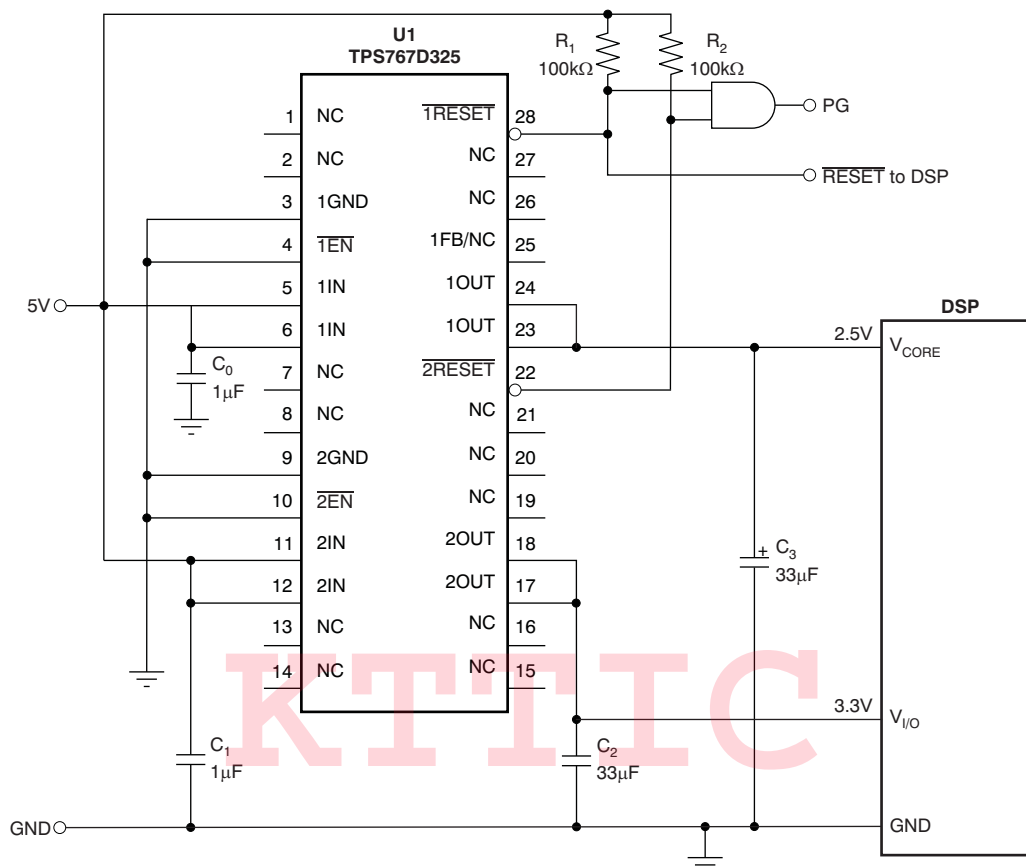 U1
TPS767D325
R1
100kΩ
R2
100kΩ
PG
RESET to DSP
1 NC
2 NC
3 1GND
4 1EN
5 1IN
6 1IN
7 NC
8 NC
9 2GND
10 2EN
11 2IN
12 2IN
13 NC
14 NC
1RESET 28
NC 27
NC 26
1FB/NC 25
1OUT 24
1OUT 23
2RESET 22
NC 21
NC 20
NC 19
2OUT 18
2OUT 17
NC 16
NC 15
5V
C0
1μF
C1
1μF
GND
C2
33μF
+ C3
33μF
DSP
2.5V
VCORE
3.3V
VI/O
GND
KTTIC